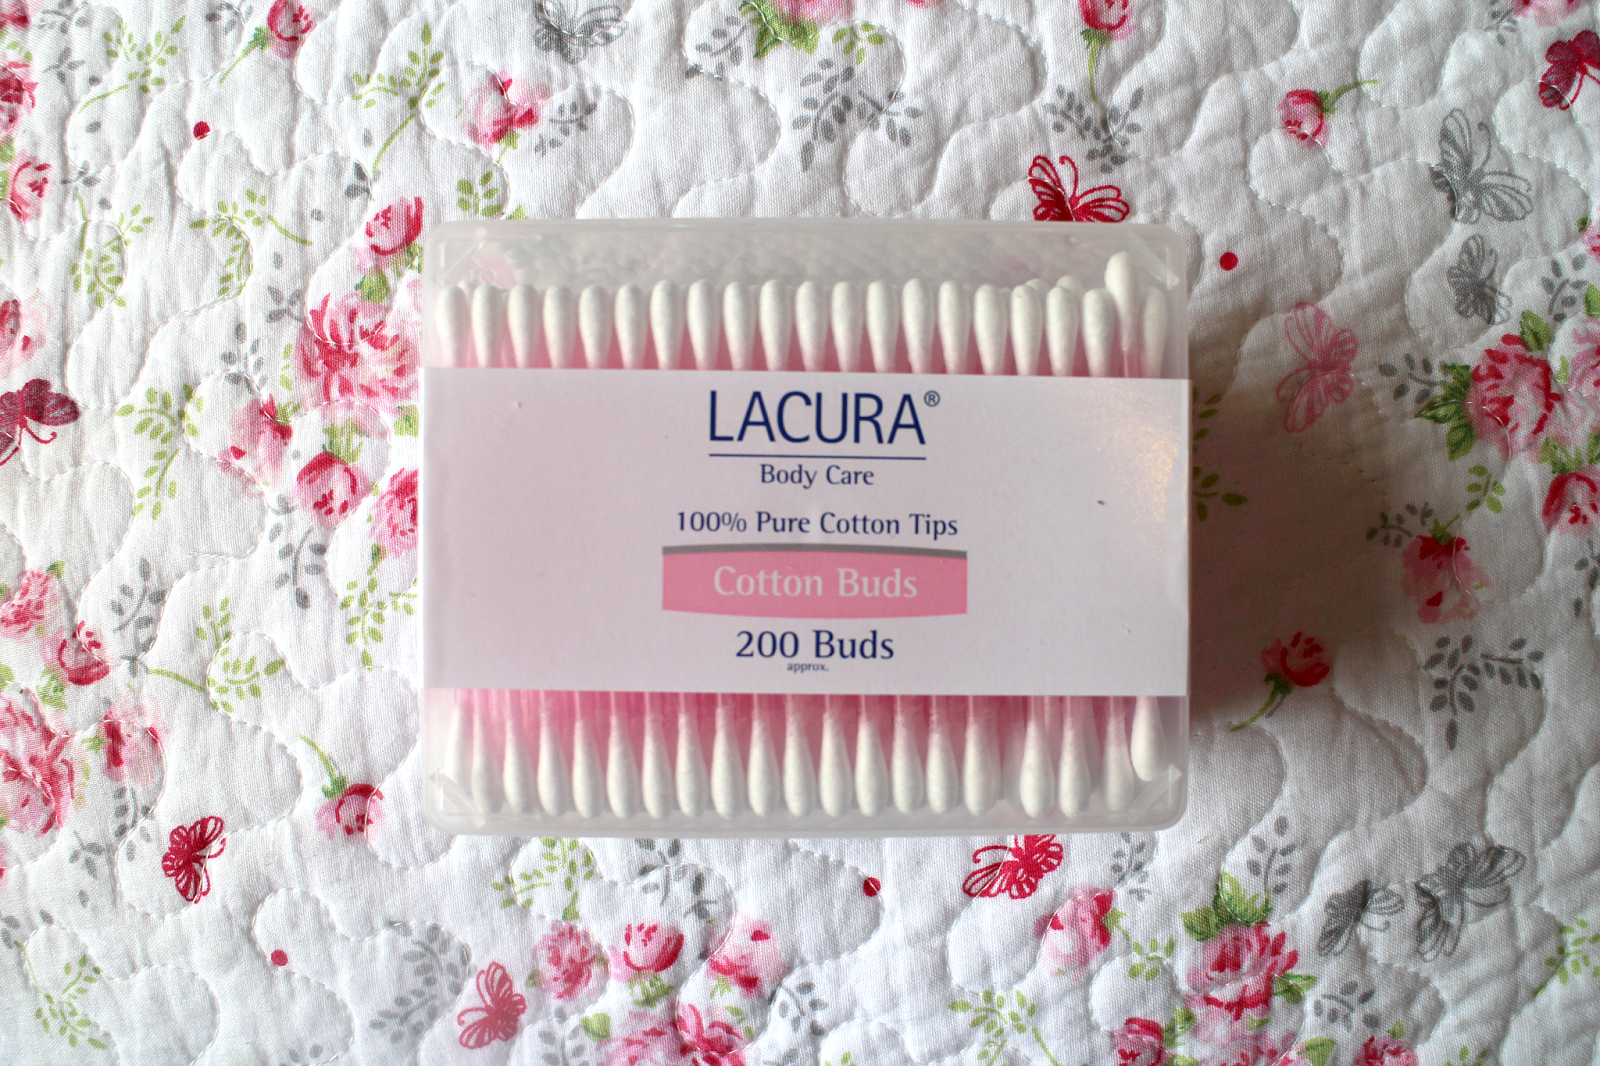 LACURA®
Body Care
100% Pure Cotton Tips
Cotton Buds
200 Buds
approx.